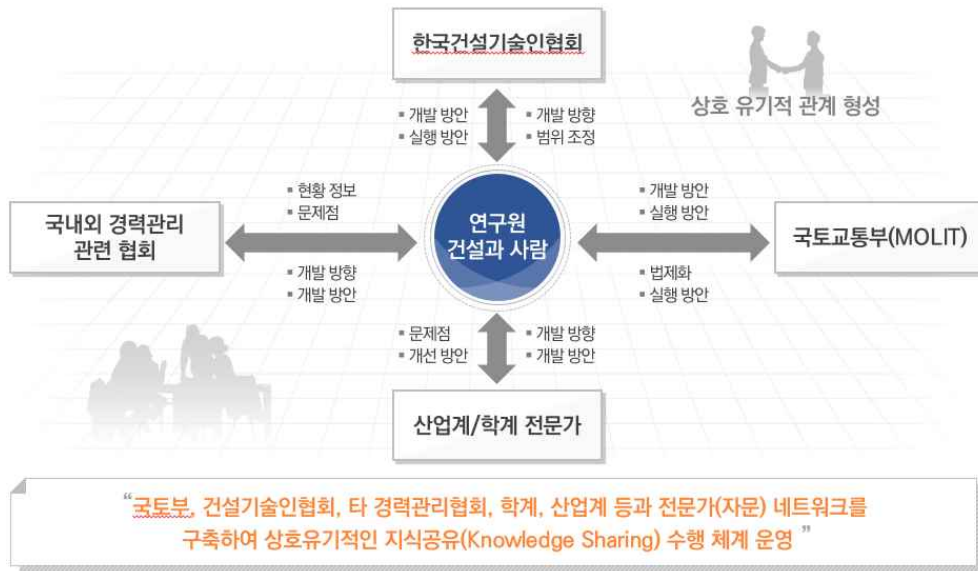 한국건설기술인협회
상호 유기적 관계 형성
▪ 개발 방안
▪ 실행 방안
▪ 개발 방향
▪ 범위 조정
▪ 현황 정보
▪ 문제점
▪ 개발 방안
▪ 실행 방안
국내외 경력관리
관련 협회
연구원
건설과 사람
국토교통부(MOLIT)
▪ 개발 방향
▪ 개발 방안
▪ 법제화
▪ 실행 방안
▪ 문제점
▪ 개선 방안
▪ 개발 방향
▪ 개발 방안
산업계/학계 전문가
“국토부, 건설기술인협회, 타 경력관리협회, 학계, 산업계 등과 전문가(자문) 네트워크를
구축하여 상호유기적인 지식공유(Knowledge Sharing) 수행 체계 운영 ”